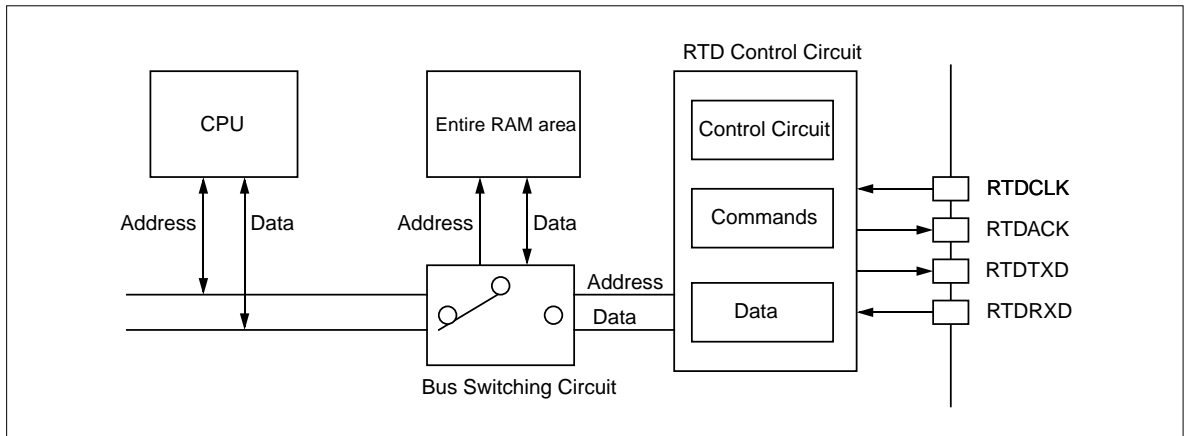 RTD Control Circuit
CPU
Entire RAM area
Control Circuit
RTDCLK
Address
Data
Address
Data
Commands
RTDACK
RTDTXD
Address
Data
Data
RTDRXD
Bus Switching Circuit